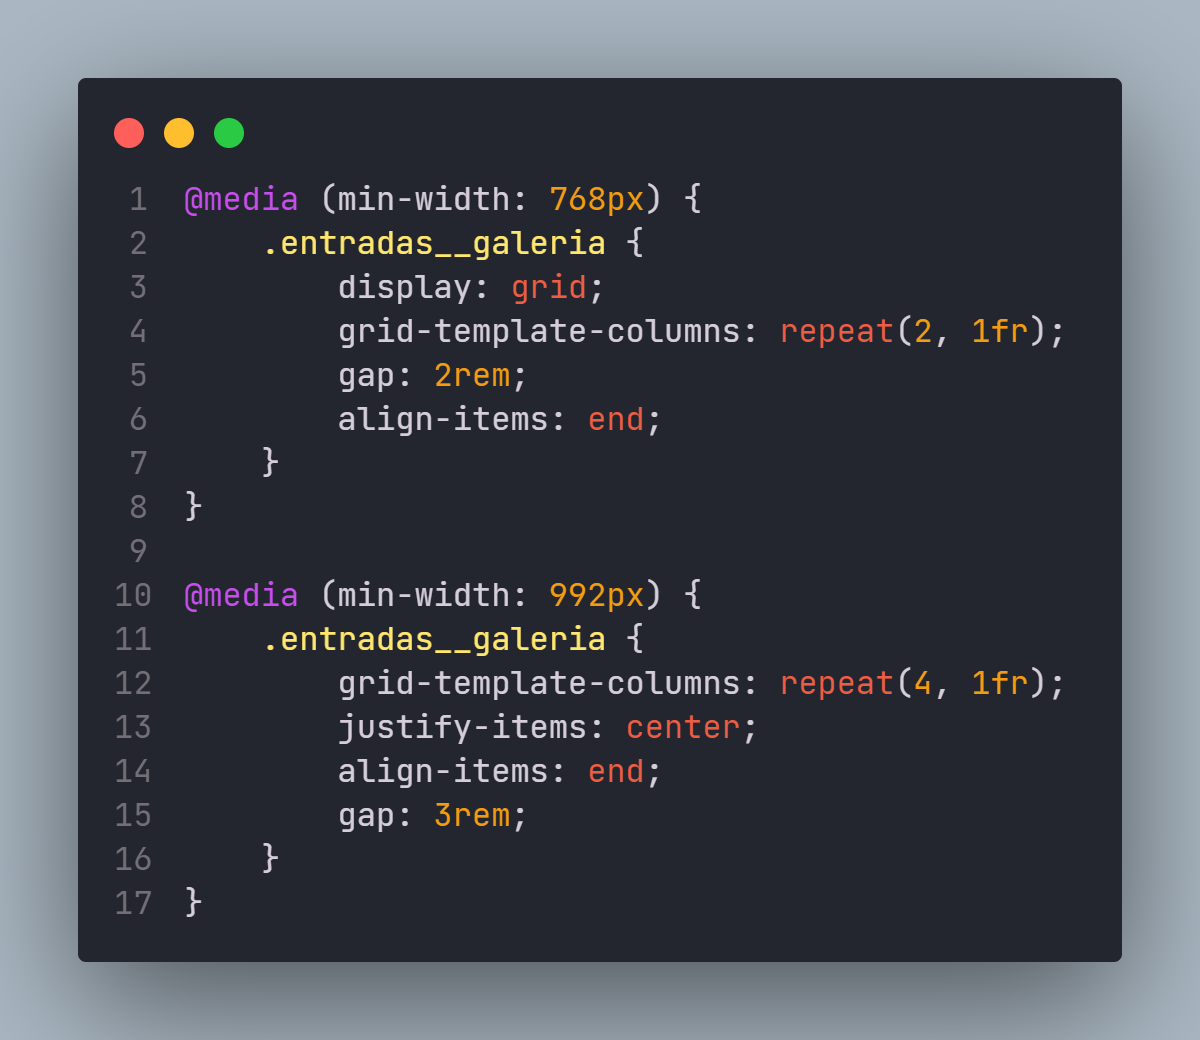 1 @media (min-width: 768px) {
2     .entradas__galeria {
3         display: grid;
4         grid-template-columns: repeat(2, 1fr);
5         gap: 2rem;
6         align-items: end;
7     }
8 }
9
10 @media (min-width: 992px) {
11     .entradas__galeria {
12         grid-template-columns: repeat(4, 1fr);
13         justify-items: center;
14         align-items: end;
15         gap: 3rem;
16     }
17 }